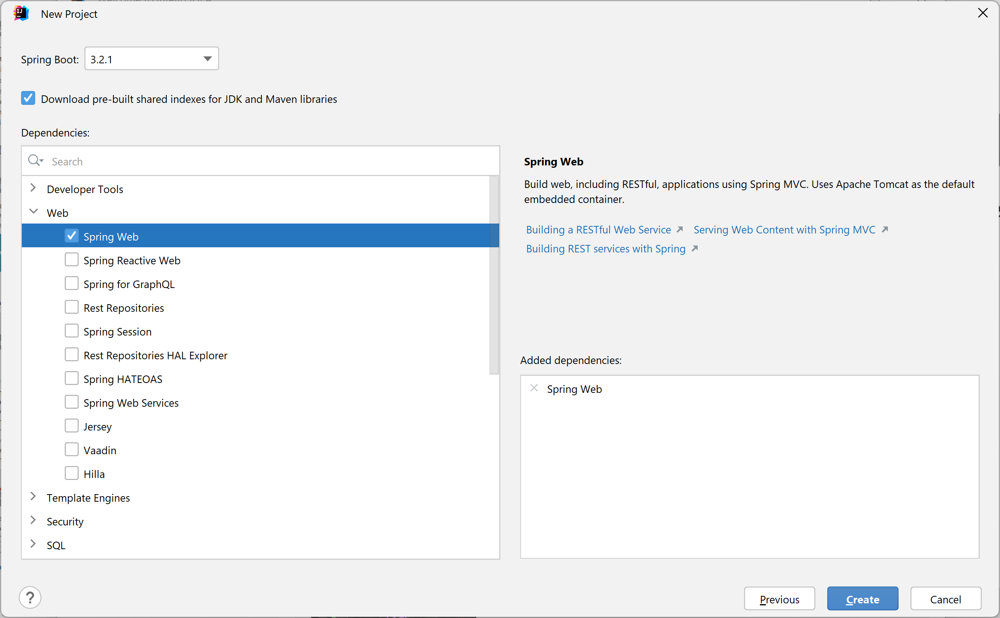 New Project
Spring Boot: 3.2.1
Download pre-built shared indexes for JDK and Maven libraries
Dependencies:
Search
Developer Tools
Web
Spring Web
Spring Reactive Web
Spring for GraphQL
Rest Repositories
Spring Session
Rest Repositories HAL Explorer
Spring HATEOAS
Spring Web Services
Jersey
Vaadin
Hilla
Template Engines
Security
SQL
Spring Web
Build web, including RESTful, applications using Spring MVC. Uses Apache Tomcat as the default
embedded container.
Building a RESTful Web Service Serving Web Content with Spring MVC
Building REST services with Spring
Added dependencies:
Spring Web
? Previous Create Cancel